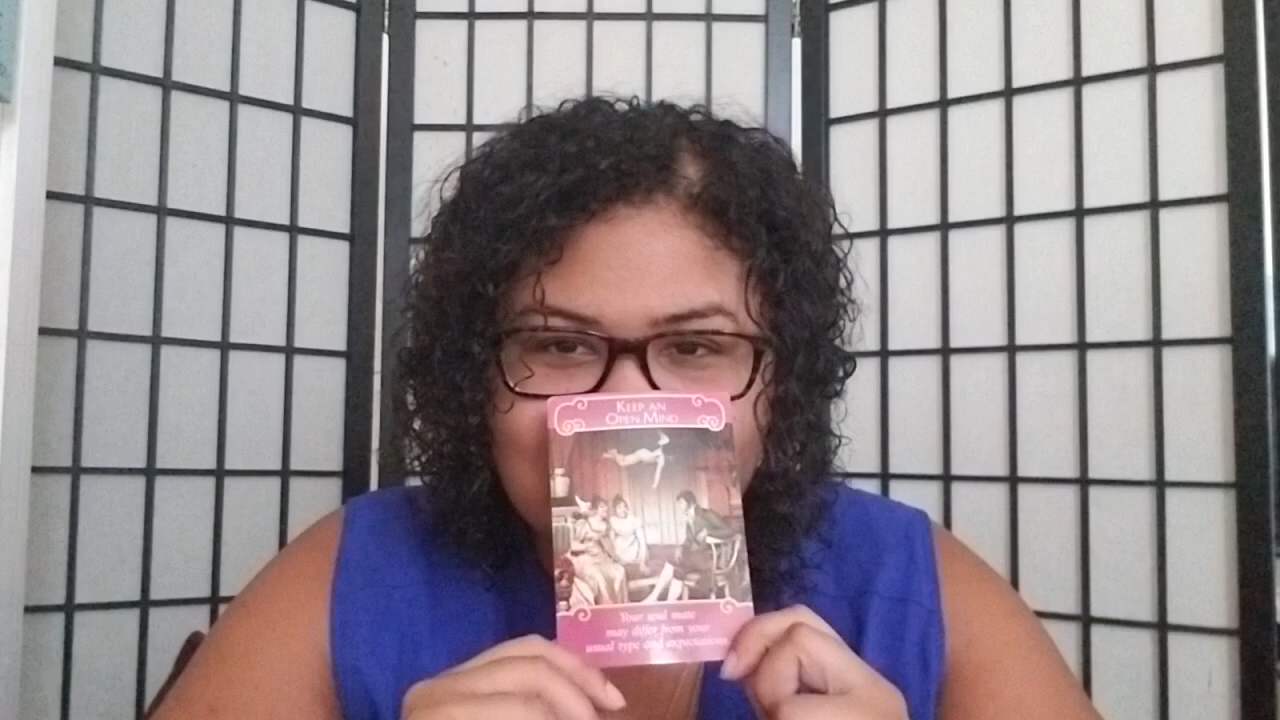 KEEP AN
OPEN MIND
Your soul mate
may differ from your
usual type and expectations.